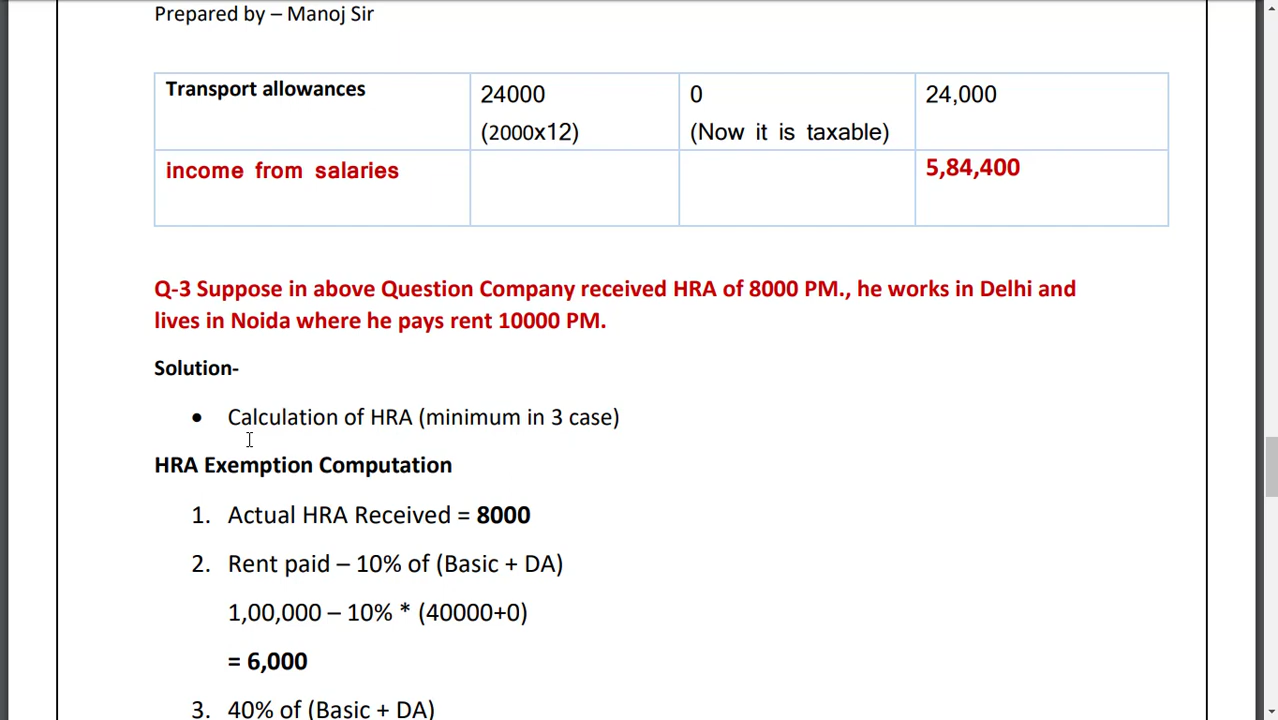 Prepared by – Manoj Sir
Transport allowances 24000 0 24,000
(2000x12) (Now it is taxable)
income from salaries 5,84,400
Q-3 Suppose in above Question Company received HRA of 8000 PM., he works in Delhi and
lives in Noida where he pays rent 10000 PM.
Solution-
• Calculation of HRA (minimum in 3 case)
HRA Exemption Computation
1. Actual HRA Received = 8000
2. Rent paid – 10% of (Basic + DA)
1,00,000 – 10% * (40000+0)
= 6,000
3. 40% of (Basic + DA)